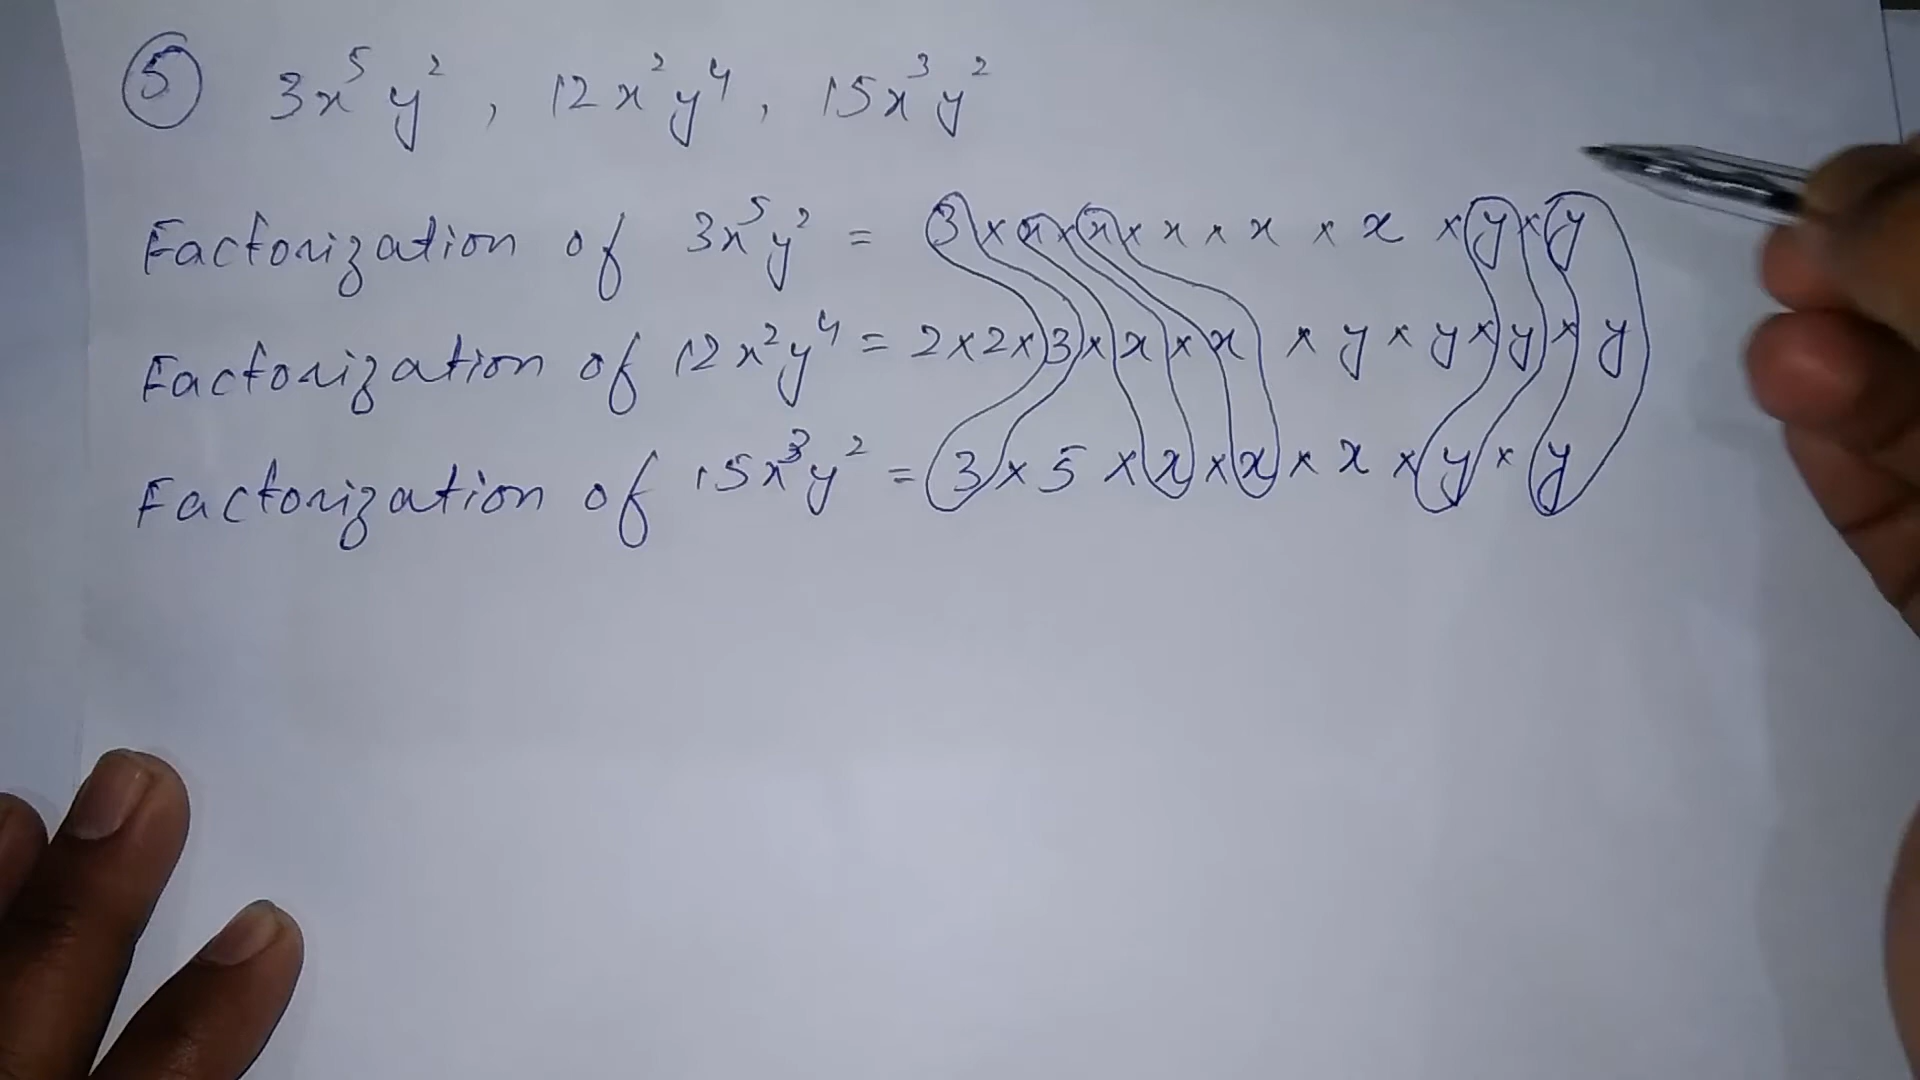 ⑤ 3x⁵y², 12x²y⁴, 15x³y²
Factorization of 3x⁵y² = 3×x×x×x×x×x×y×y
Factorization of 12x²y⁴ = 2×2×3×x×x×y×y×y×y
Factorization of 15x³y² = 3×5×x×x×x×y×y